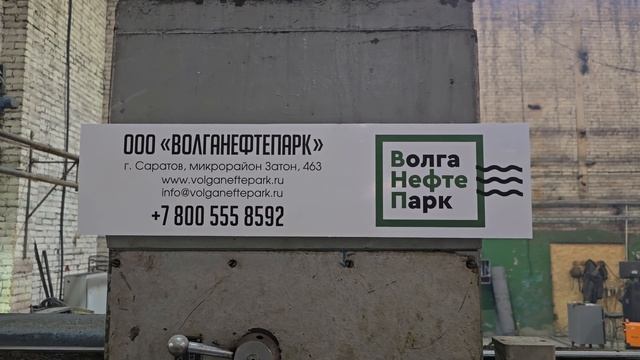 ООО «ВОЛГАНЕФТЕПАРК»
г. Саратов, микрорайон Затон, 463
www.volganeftepark.ru
info@volganeftepark.ru
+7 800 555 8592
Волга
Нефте
Парк